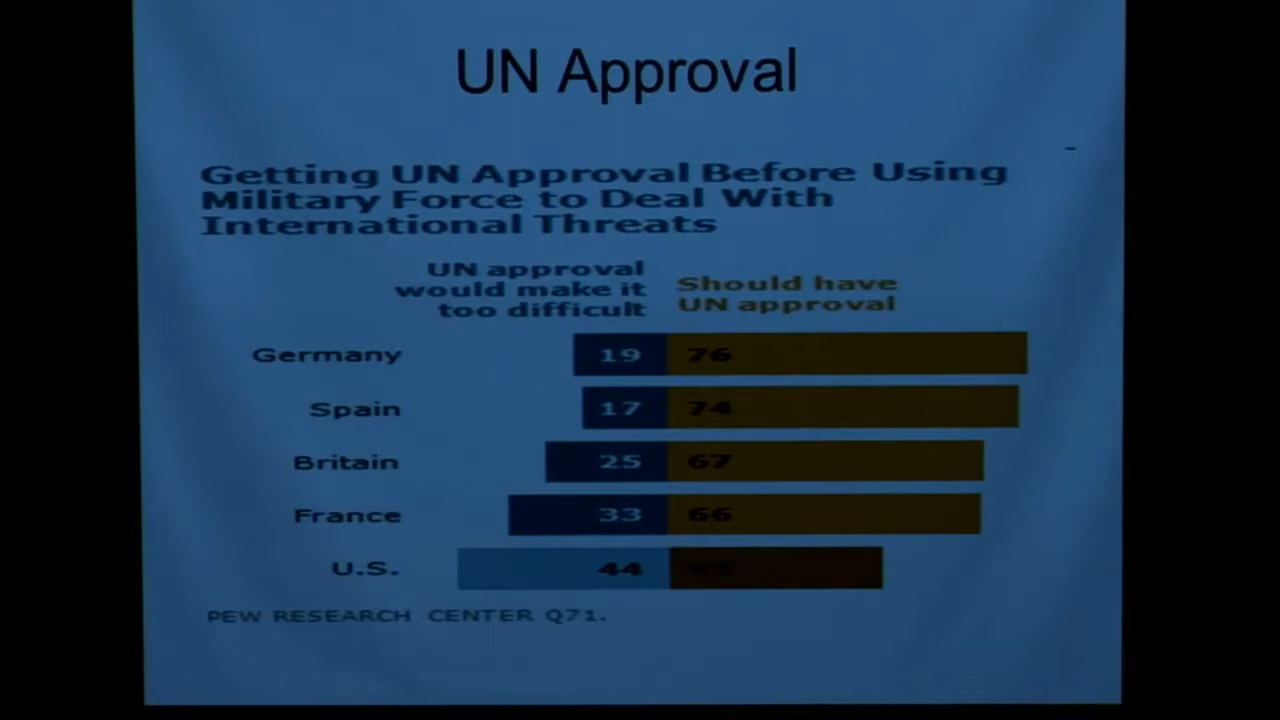 UN Approval
Getting UN Approval Before Using
Military Force to Deal With
International Threats
UN approval
would make it
too difficult
Should have
UN approval
Germany 19 76
Spain 17 74
Britain 25 67
France 33 66
U.S. 44
PEW RESEARCH CENTER Q71.